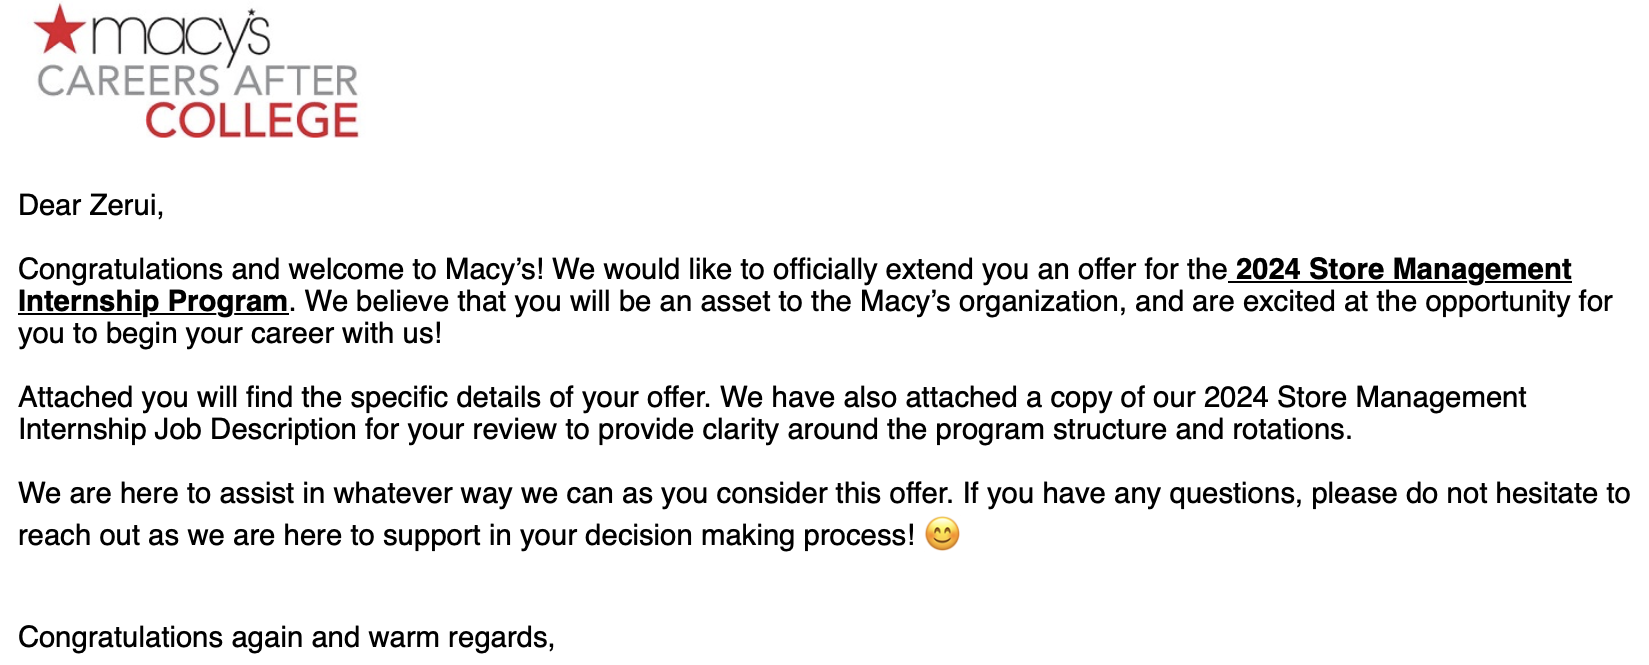 macy's
CAREERS AFTER
COLLEGE
Dear Zerui,
Congratulations and welcome to Macy’s! We would like to officially extend you an offer for the 2024 Store Management
Internship Program. We believe that you will be an asset to the Macy’s organization, and are excited at the opportunity for
you to begin your career with us!
Attached you will find the specific details of your offer. We have also attached a copy of our 2024 Store Management
Internship Job Description for your review to provide clarity around the program structure and rotations.
We are here to assist in whatever way we can as you consider this offer. If you have any questions, please do not hesitate to
reach out as we are here to support in your decision making process! 😊
Congratulations again and warm regards,